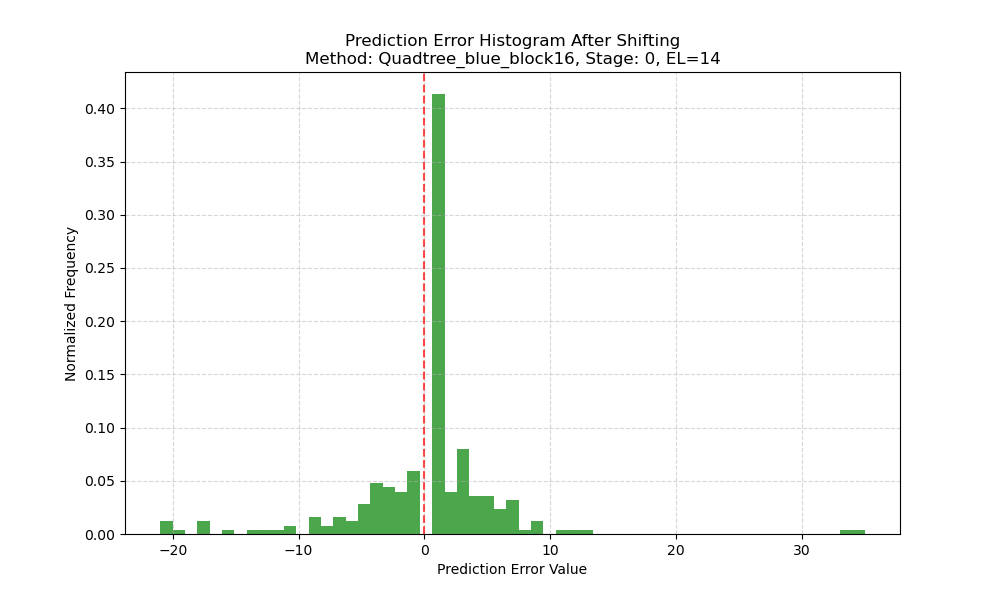 Prediction Error Histogram After Shifting
Method: Quadtree_blue_block16, Stage: 0, EL=14
Normalized Frequency
0.40
0.35
0.30
0.25
0.20
0.15
0.10
0.05
0.00
−20 −10 0 10 20 30
Prediction Error Value